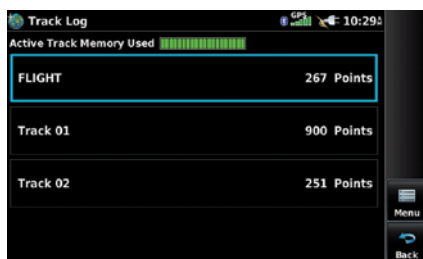 Track Log GPS 10:29A
Active Track Memory Used
FLIGHT 267 Points
Track 01 900 Points
Track 02 251 Points
Menu
Back